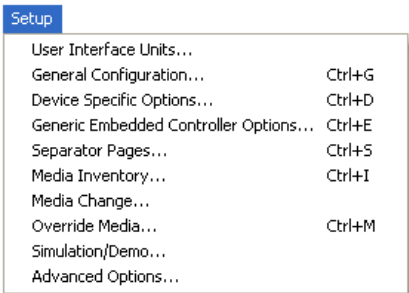 Setup
User Interface Units...
General Configuration... Ctrl+G
Device Specific Options... Ctrl+D
Generic Embedded Controller Options... Ctrl+E
Separator Pages... Ctrl+S
Media Inventory... Ctrl+I
Media Change...
Override Media... Ctrl+M
Simulation/Demo...
Advanced Options...